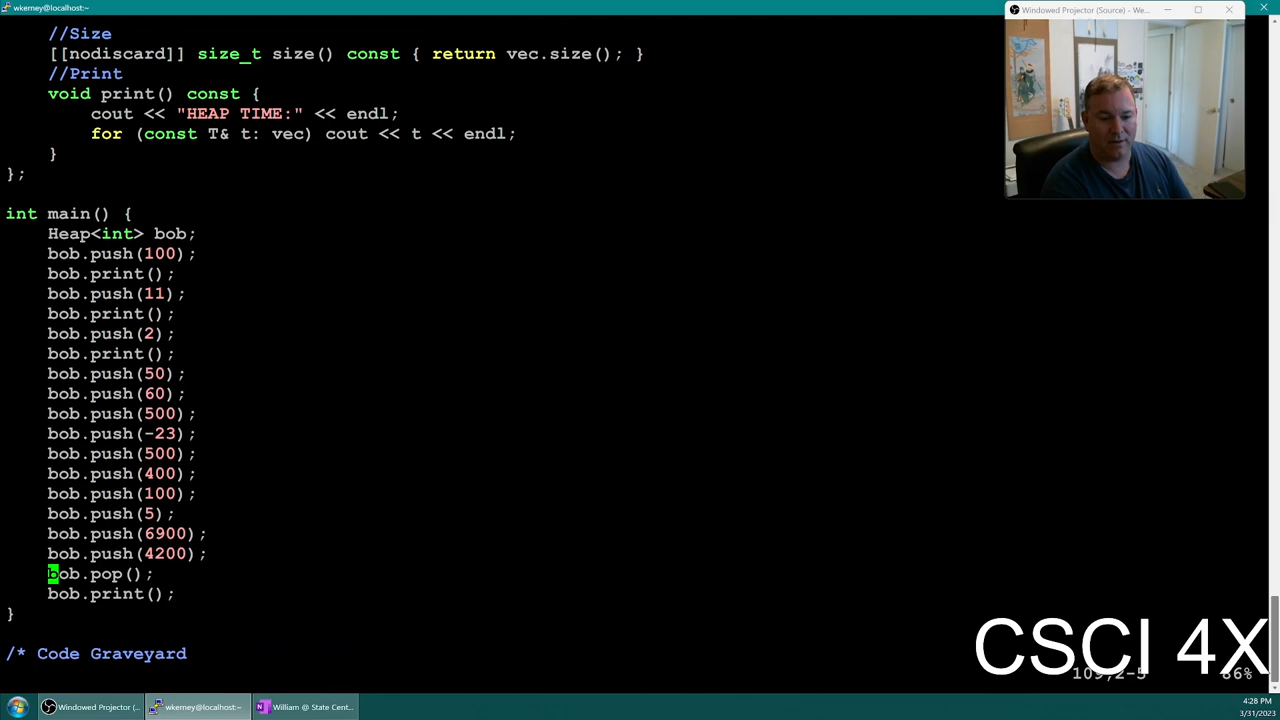 wkerney@localhost:~
Windowed Projector (Source) - We...
//Size
[[nodiscard]] size_t size() const { return vec.size(); }
//Print
void print() const {
cout << "HEAP TIME:" << endl;
for (const T& t: vec) cout << t << endl;
}
};
int main() {
Heap<int> bob;
bob.push(100);
bob.print();
bob.push(11);
bob.print();
bob.push(2);
bob.print();
bob.push(50);
bob.push(60);
bob.push(500);
bob.push(-23);
bob.push(500);
bob.push(400);
bob.push(100);
bob.push(5);
bob.push(6900);
bob.push(4200);
bob.pop();
bob.print();
}
/* Code Graveyard
CSCI 4X
109,2-5 86%
Windowed Projector (...
wkerney@localhost:~
William @ State Cent...
4:28 PM
3/31/2023